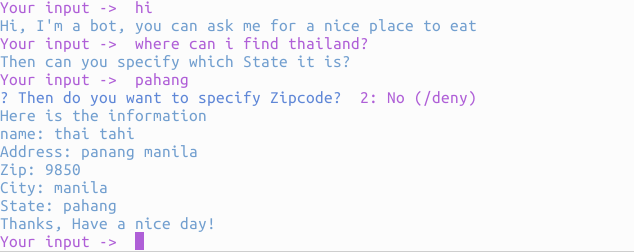 Your input -> hi
Hi, I'm a bot, you can ask me for a nice place to eat
Your input -> where can i find thailand?
Then can you specify which State it is?
Your input -> pahang
? Then do you want to specify Zipcode? 2: No (/deny)
Here is the information
name: thai tahi
Address: panang manila
Zip: 9850
City: manila
State: pahang
Thanks, Have a nice day!
Your input ->